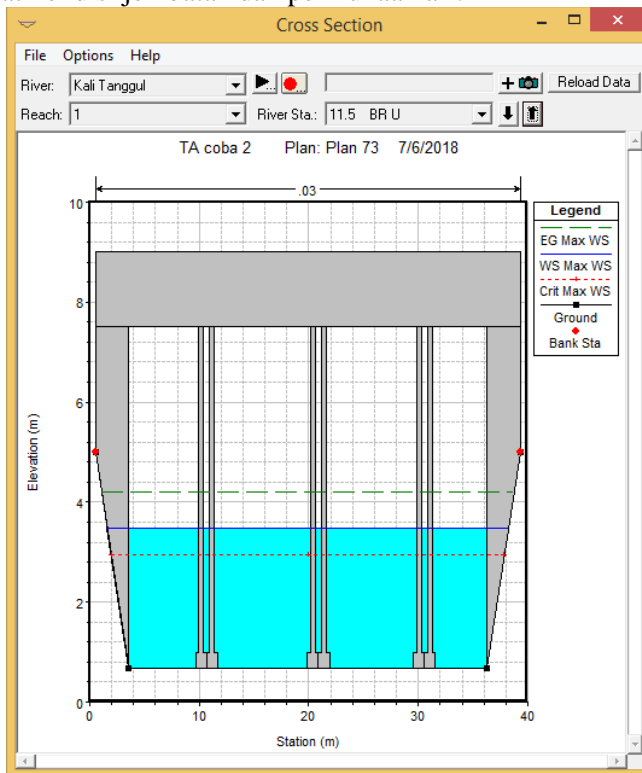 Cross Section
File Options Help
River: Kali Tanggul
Reload Data
Reach: 1 River Sta.: 11.5 BR U
TA coba 2 Plan: Plan 73 7/6/2018
.03
Legend
EG Max WS
WS Max WS
Crit Max WS
Ground
Bank Sta
Elevation (m)
10
8
6
4
2
0
0 10 20 30 40
Station (m)